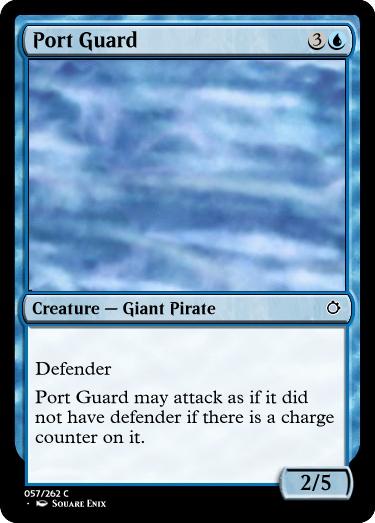 Port Guard 3
Creature — Giant Pirate
Defender
Port Guard may attack as if it did
not have defender if there is a charge
counter on it.
2/5
057/262 C
· Square Enix